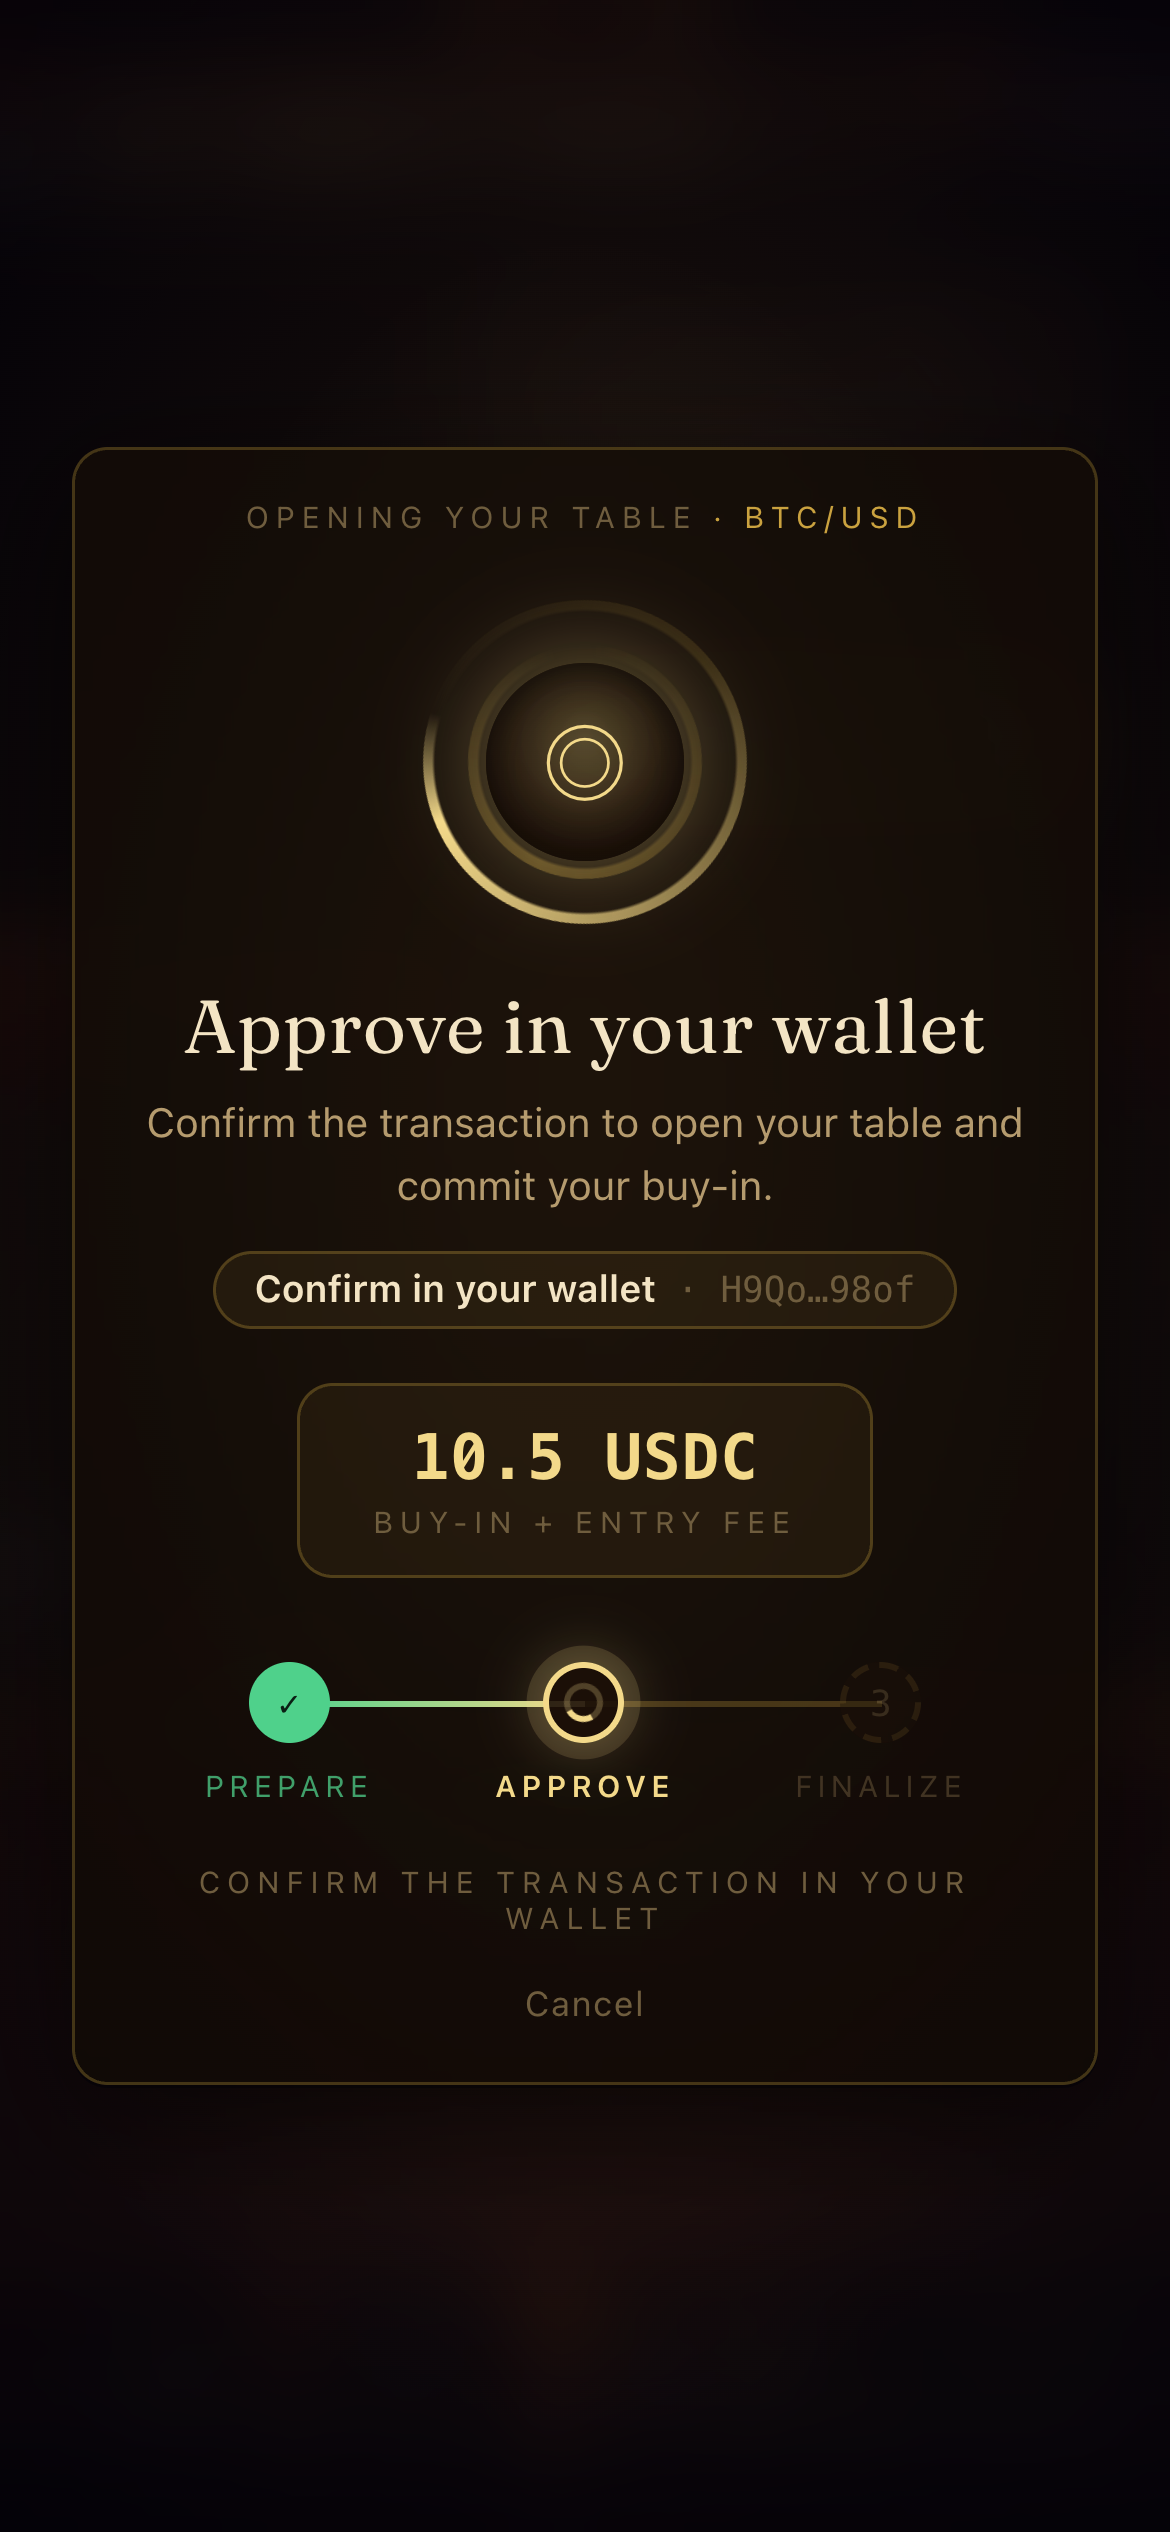 OPENING YOUR TABLE · BTC/USD
Approve in your wallet
Confirm the transaction to open your table and
commit your buy-in.
Confirm in your wallet · H9Qo…98of
10.5 USDC
BUY-IN + ENTRY FEE
✓ 3
PREPARE APPROVE FINALIZE
CONFIRM THE TRANSACTION IN YOUR
WALLET
Cancel